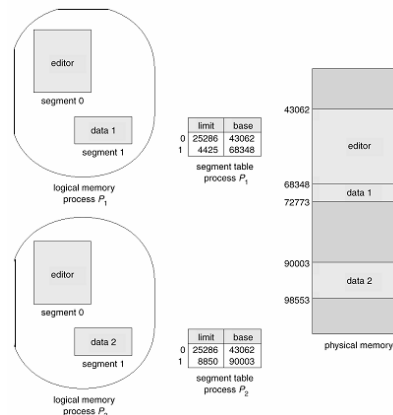 editor
segment 0
data 1
segment 1
logical memory
process P1
limit base
0 25286 43062
1 4425 68348
segment table
process P1
editor
segment 0
data 2
segment 1
logical memory
process P2
limit base
0 25286 43062
1 8850 90003
segment table
process P2
43062
editor
68348
data 1
72773
90003
data 2
98553
physical memory